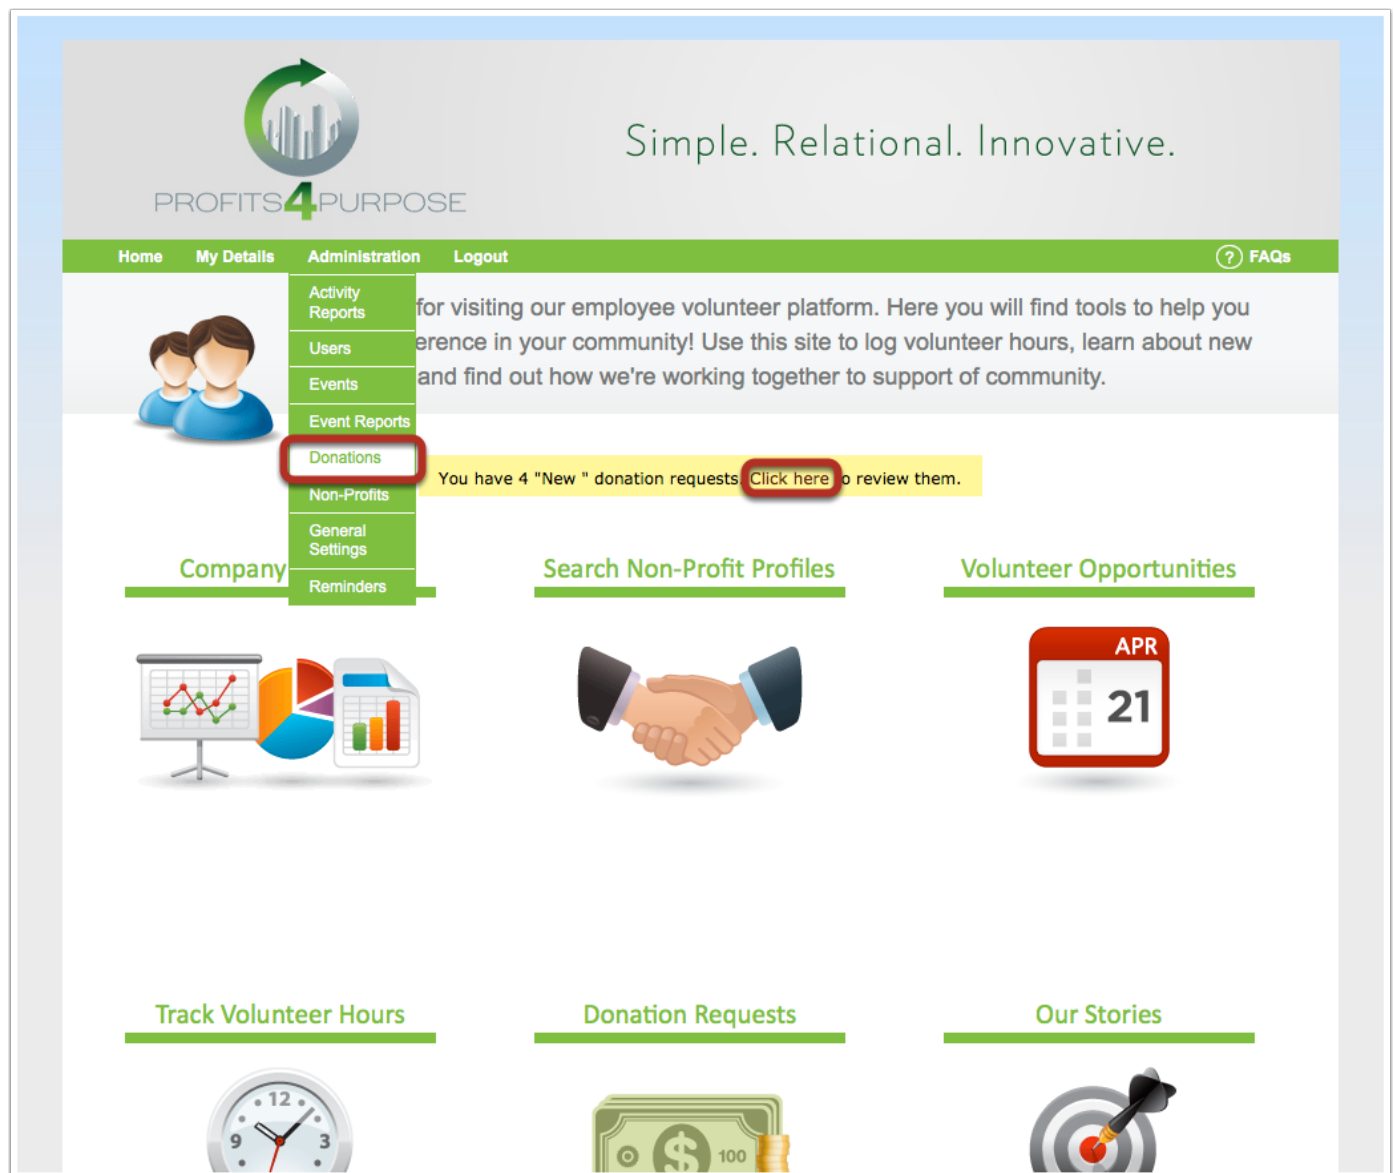 Simple. Relational. Innovative.
PROFITS4PURPOSE
Home My Details Administration Logout ? FAQs
Activity
Reports
for visiting our employee volunteer platform. Here you will find tools to help you
Users
erence in your community! Use this site to log volunteer hours, learn about new
Events
and find out how we're working together to support of community.
Event Reports
Donations
You have 4 "New " donation requests. Click here o review them.
Non-Profits
General
Settings
Company
Search Non-Profit Profiles
Volunteer Opportunities
Reminders
APR
21
Track Volunteer Hours
Donation Requests
Our Stories
12
9 3
$ 100